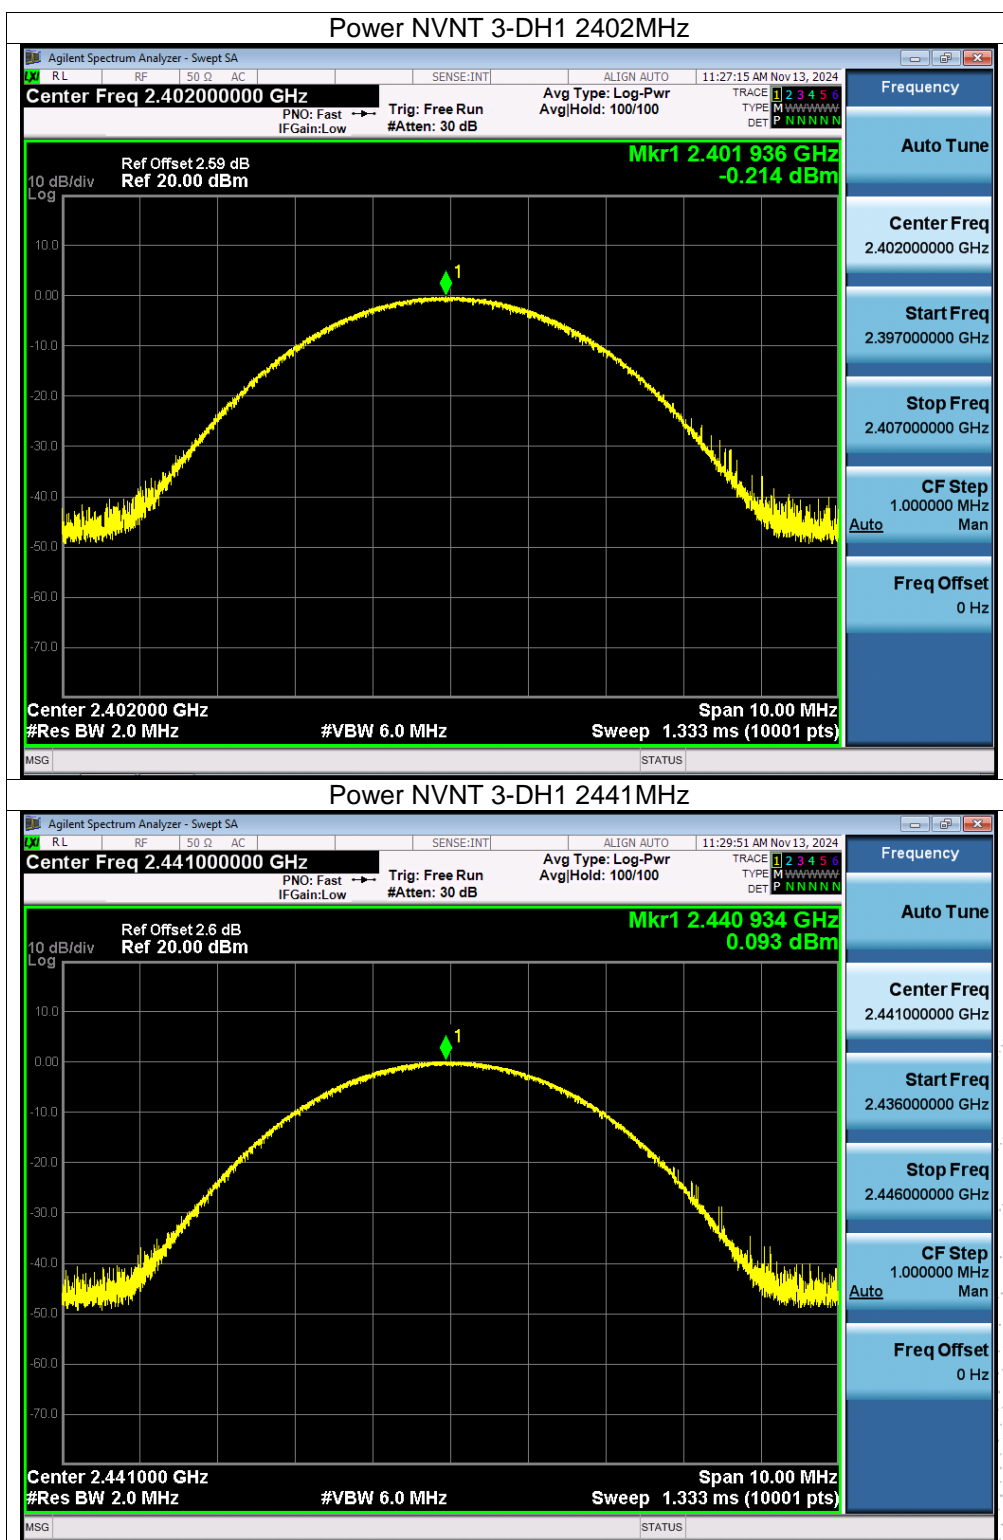 Power NVNT 3-DH1 2402MHz
Agilent Spectrum Analyzer - Swept SA
LXI RL RF 50 Ω AC SENSE:INT ALIGN AUTO 11:27:15 AM Nov 13, 2024
Center Freq 2.402000000 GHz
PNO: Fast
IFGain:Low
Trig: Free Run
#Atten: 30 dB
Avg Type: Log-Pwr
Avg|Hold: 100/100
TRACE 1 2 3 4 5 6
TYPE M WWWWW
DET P N N N N N
Frequency
Auto Tune
Center Freq
2.402000000 GHz
Start Freq
2.397000000 GHz
Stop Freq
2.407000000 GHz
CF Step
1.000000 MHz
Auto Man
Freq Offset
0 Hz
Mkr1 2.401 936 GHz
-0.214 dBm
Ref Offset 2.59 dB
10 dB/div Ref 20.00 dBm
Log
1
10.0
0.00
-10.0
-20.0
-30.0
-40.0
-50.0
-60.0
-70.0
Center 2.402000 GHz Span 10.00 MHz
#Res BW 2.0 MHz #VBW 6.0 MHz Sweep 1.333 ms (10001 pts)
MSG STATUS
Power NVNT 3-DH1 2441MHz
Agilent Spectrum Analyzer - Swept SA
LXI RL RF 50 Ω AC SENSE:INT ALIGN AUTO 11:29:51 AM Nov 13, 2024
Center Freq 2.441000000 GHz
PNO: Fast
IFGain:Low
Trig: Free Run
#Atten: 30 dB
Avg Type: Log-Pwr
Avg|Hold: 100/100
TRACE 1 2 3 4 5 6
TYPE M WWWWW
DET P N N N N N
Frequency
Auto Tune
Center Freq
2.441000000 GHz
Start Freq
2.436000000 GHz
Stop Freq
2.446000000 GHz
CF Step
1.000000 MHz
Auto Man
Freq Offset
0 Hz
Mkr1 2.440 934 GHz
0.093 dBm
Ref Offset 2.6 dB
10 dB/div Ref 20.00 dBm
Log
1
10.0
0.00
-10.0
-20.0
-30.0
-40.0
-50.0
-60.0
-70.0
Center 2.441000 GHz Span 10.00 MHz
#Res BW 2.0 MHz #VBW 6.0 MHz Sweep 1.333 ms (10001 pts)
MSG STATUS